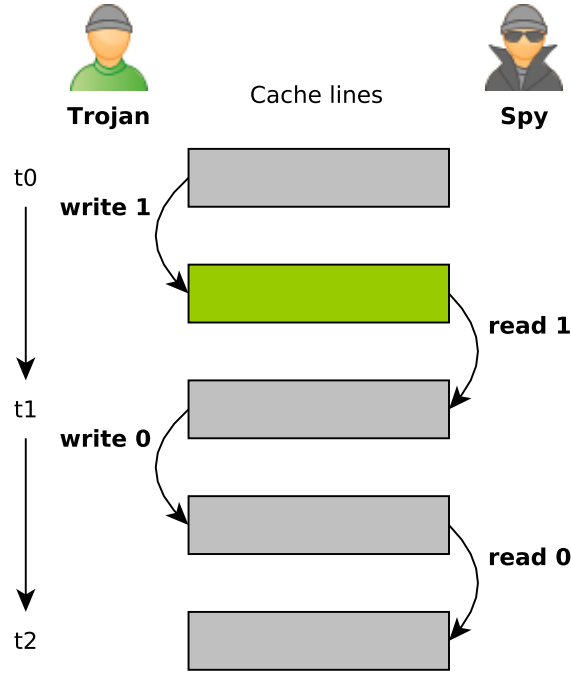 Trojan
Cache lines
Spy
t0
write 1
read 1
t1
write 0
read 0
t2